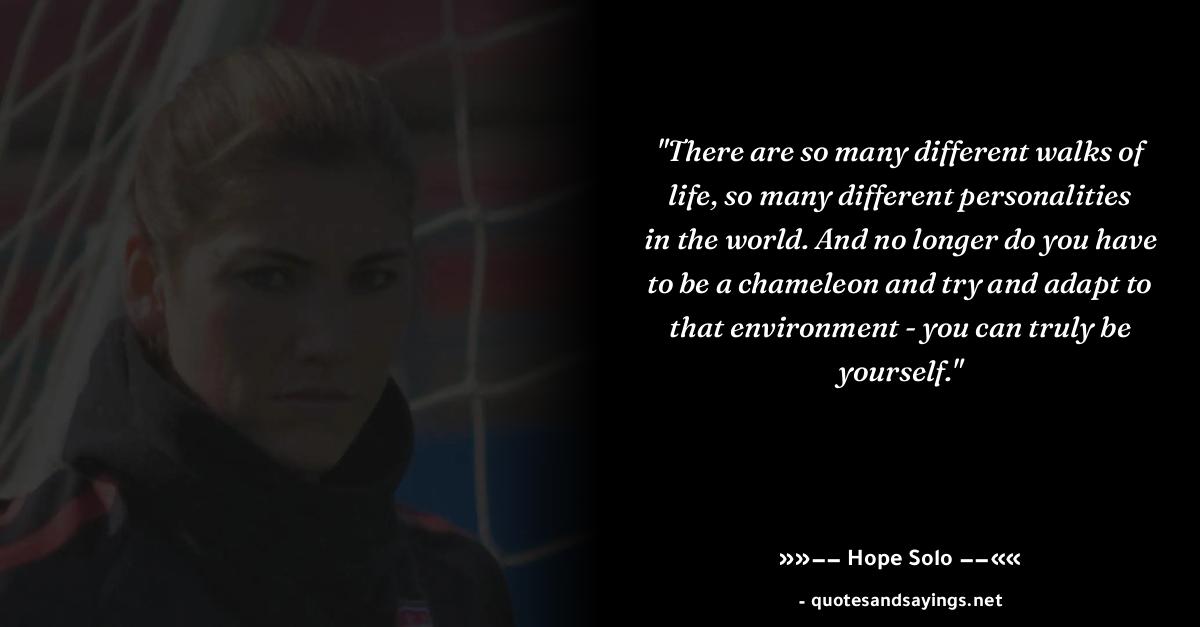 "There are so many different walks of
life, so many different personalities
in the world. And no longer do you have
to be a chameleon and try and adapt to
that environment - you can truly be
yourself."
»»–– Hope Solo ––««
- quotesandsayings.net